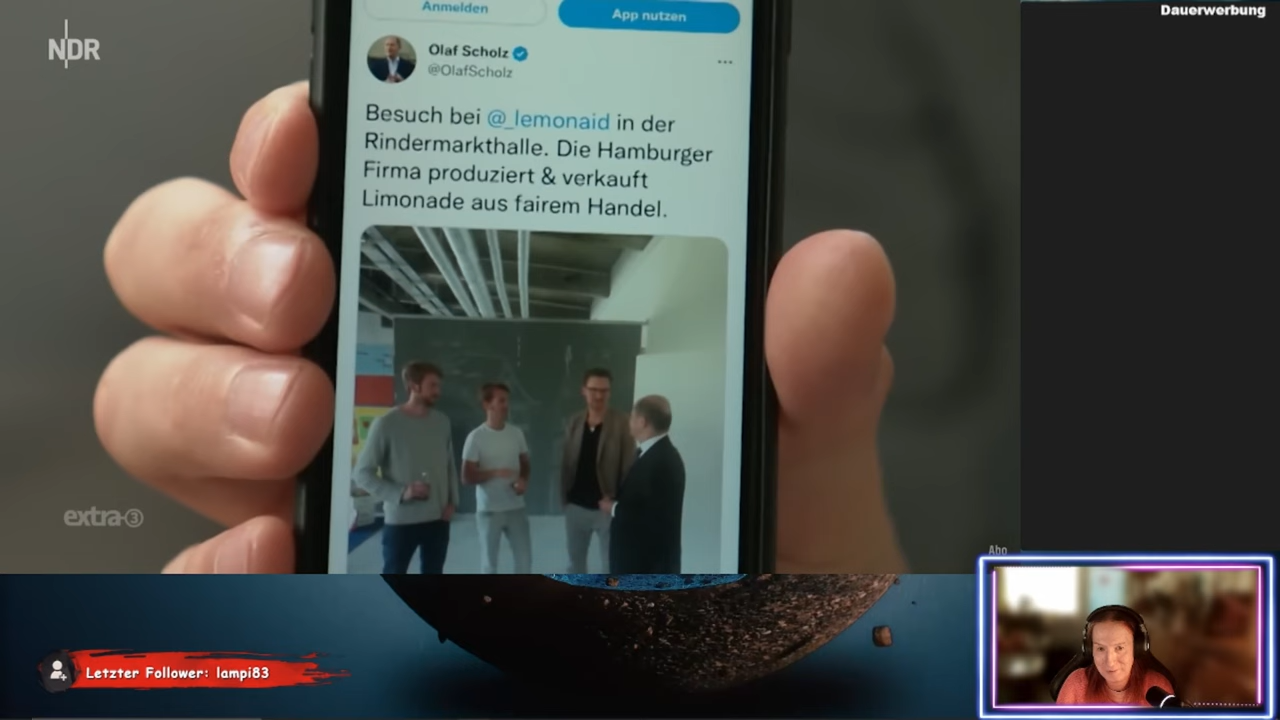 Dauerwerbung
NDR
Anmelden
App nutzen
Olaf Scholz
@OlafScholz
Besuch bei @_lemonaid in der
Rindermarkthalle. Die Hamburger
Firma produziert & verkauft
Limonade aus fairem Handel.
extra3
Abo
Letzter Follower: lampi83